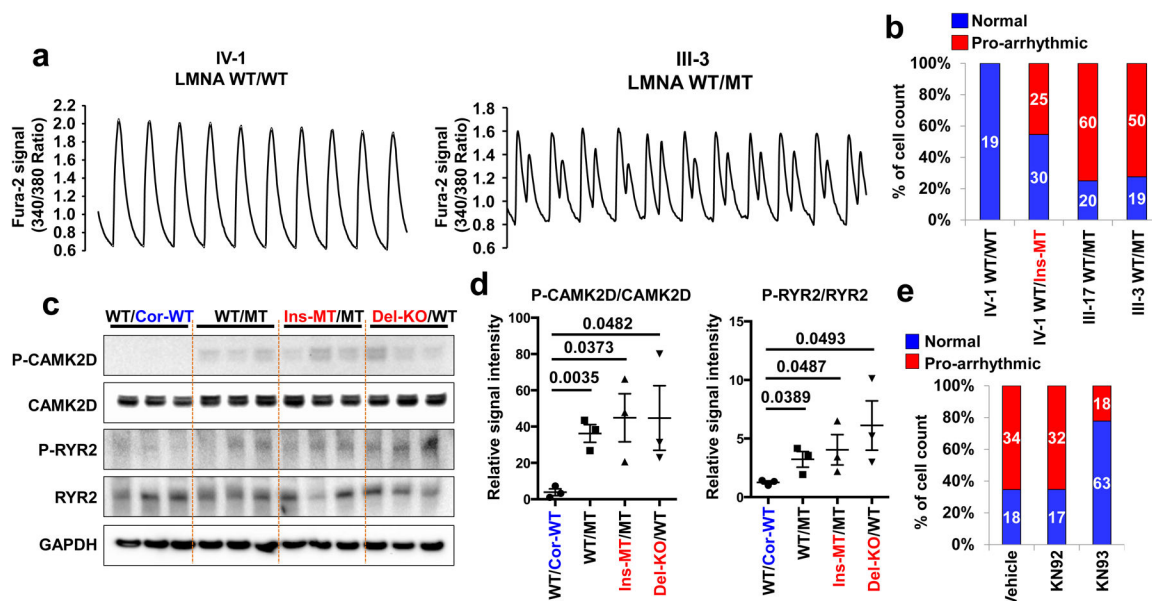 a
IV-1
LMNA WT/WT
Fura-2 signal
(340/380 Ratio)
2.2
2.0
1.8
1.6
1.4
1.2
1.0
0.8
0.6
III-3
LMNA WT/MT
Fura-2 signal
(340/380 Ratio)
1.8
1.6
1.4
1.2
1.0
0.8
0.6
b
Normal
Pro-arrhythmic
% of cell count
100%
80%
60%
40%
20%
0%
19
25
30
60
20
50
19
IV-1 WT/WT
IV-1 WT/Ins-MT
III-17 WT/MT
III-3 WT/MT
c
WT/Cor-WT WT/MT Ins-MT/MT Del-KO/WT
P-CAMK2D
CAMK2D
P-RYR2
RYR2
GAPDH
d
P-CAMK2D/CAMK2D
Relative signal intensity
100
80
60
40
20
0
0.0482
0.0373
0.0035
WT/Cor-WT
WT/MT
Ins-MT/MT
Del-KO/WT
P-RYR2/RYR2
Relative signal intensity
15
10
5
0
0.0493
0.0487
0.0389
WT/Cor-WT
WT/MT
Ins-MT/MT
Del-KO/WT
e
Normal
Pro-arrhythmic
% of cell count
100%
80%
60%
40%
20%
0%
34
18
32
17
18
63
Vehicle
KN92
KN93